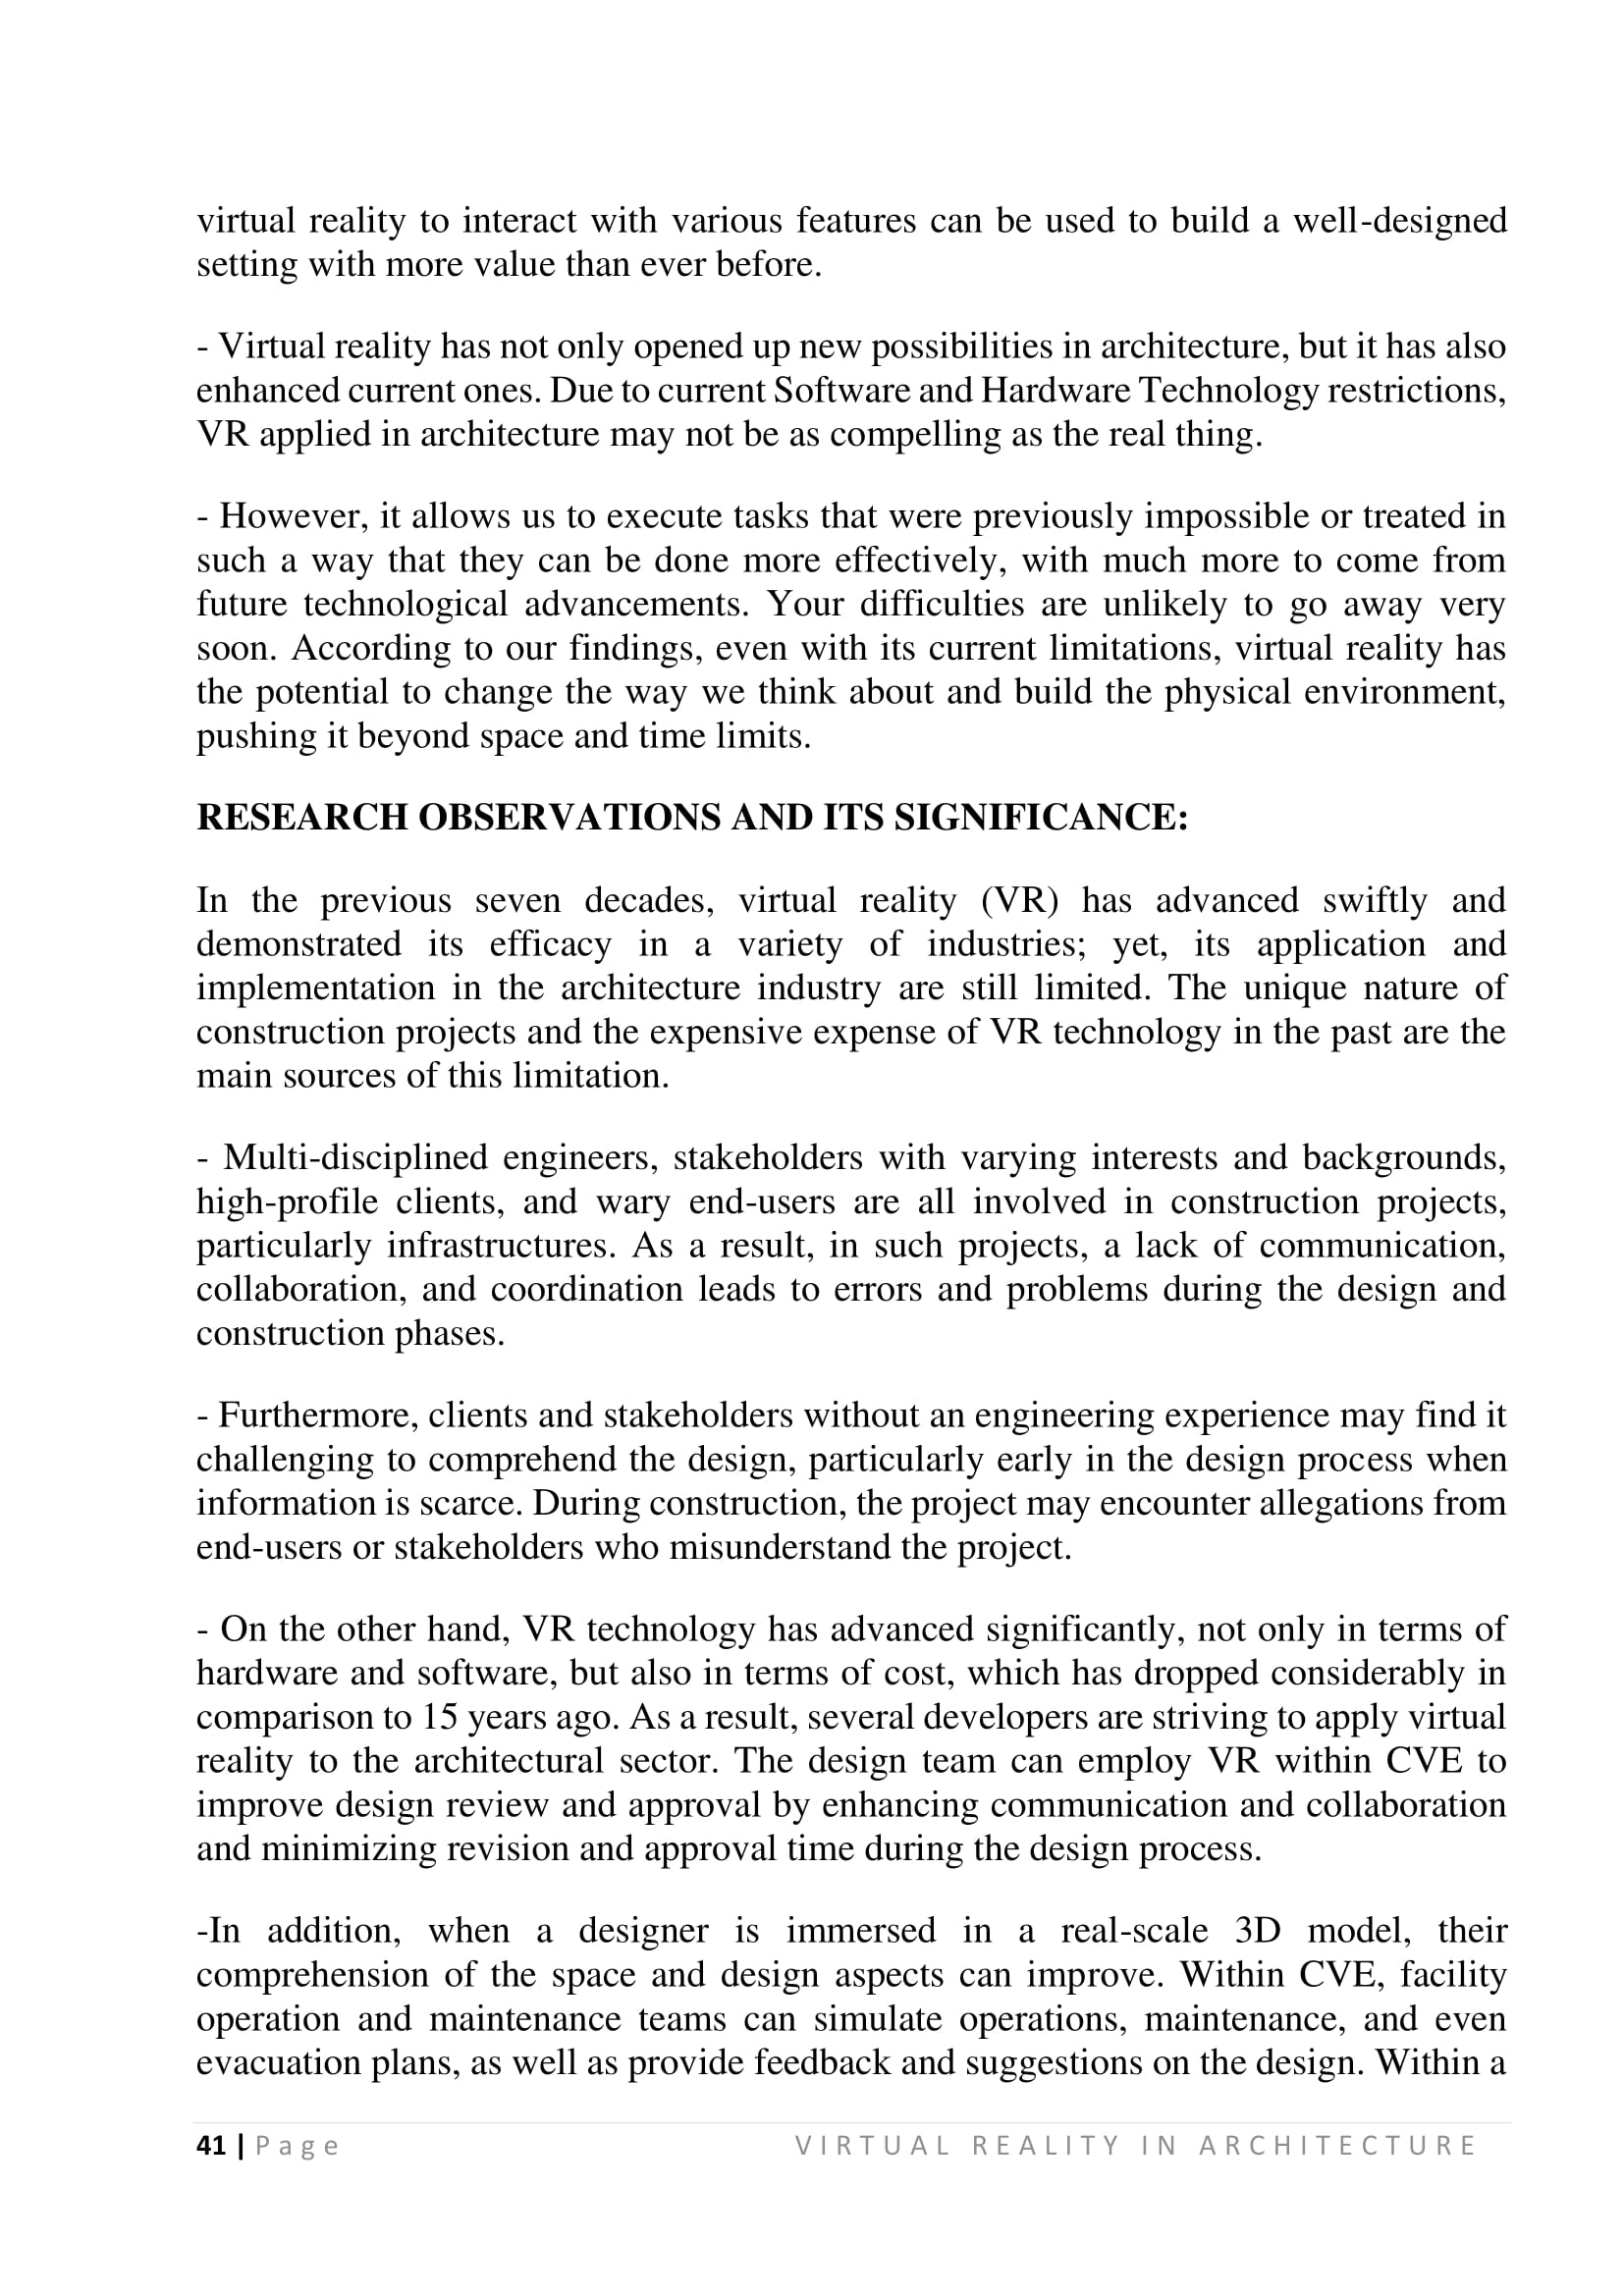 virtual reality to interact with various features can be used to build a well-designed
setting with more value than ever before.
- Virtual reality has not only opened up new possibilities in architecture, but it has also
enhanced current ones. Due to current Software and Hardware Technology restrictions,
VR applied in architecture may not be as compelling as the real thing.
- However, it allows us to execute tasks that were previously impossible or treated in
such a way that they can be done more effectively, with much more to come from
future technological advancements. Your difficulties are unlikely to go away very
soon. According to our findings, even with its current limitations, virtual reality has
the potential to change the way we think about and build the physical environment,
pushing it beyond space and time limits.
RESEARCH OBSERVATIONS AND ITS SIGNIFICANCE:
In the previous seven decades, virtual reality (VR) has advanced swiftly and
demonstrated its efficacy in a variety of industries; yet, its application and
implementation in the architecture industry are still limited. The unique nature of
construction projects and the expensive expense of VR technology in the past are the
main sources of this limitation.
- Multi-disciplined engineers, stakeholders with varying interests and backgrounds,
high-profile clients, and wary end-users are all involved in construction projects,
particularly infrastructures. As a result, in such projects, a lack of communication,
collaboration, and coordination leads to errors and problems during the design and
construction phases.
- Furthermore, clients and stakeholders without an engineering experience may find it
challenging to comprehend the design, particularly early in the design process when
information is scarce. During construction, the project may encounter allegations from
end-users or stakeholders who misunderstand the project.
- On the other hand, VR technology has advanced significantly, not only in terms of
hardware and software, but also in terms of cost, which has dropped considerably in
comparison to 15 years ago. As a result, several developers are striving to apply virtual
reality to the architectural sector. The design team can employ VR within CVE to
improve design review and approval by enhancing communication and collaboration
and minimizing revision and approval time during the design process.
-In addition, when a designer is immersed in a real-scale 3D model, their
comprehension of the space and design aspects can improve. Within CVE, facility
operation and maintenance teams can simulate operations, maintenance, and even
evacuation plans, as well as provide feedback and suggestions on the design. Within a
41 | Page VIRTUAL REALITY IN ARCHITECTURE